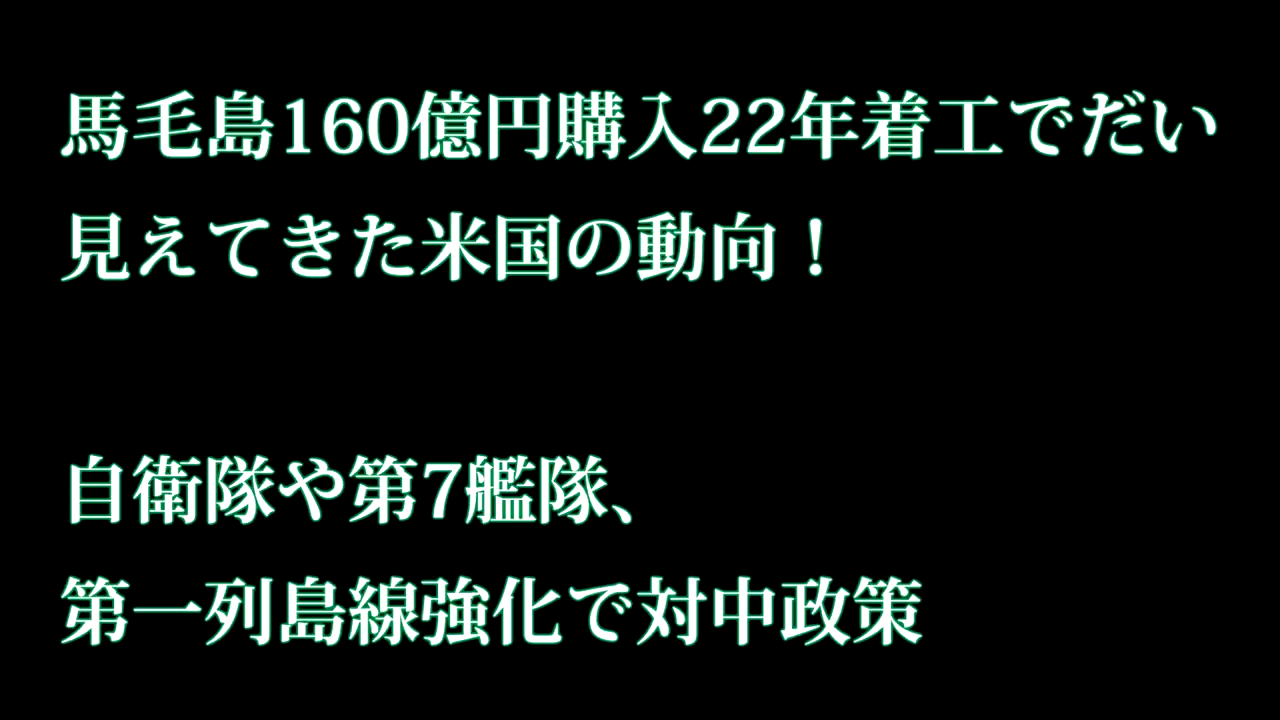 馬毛島160億円購入22年着工でだい
見えてきた米国の動向！
自衛隊や第7艦隊、
第一列島線強化で対中政策